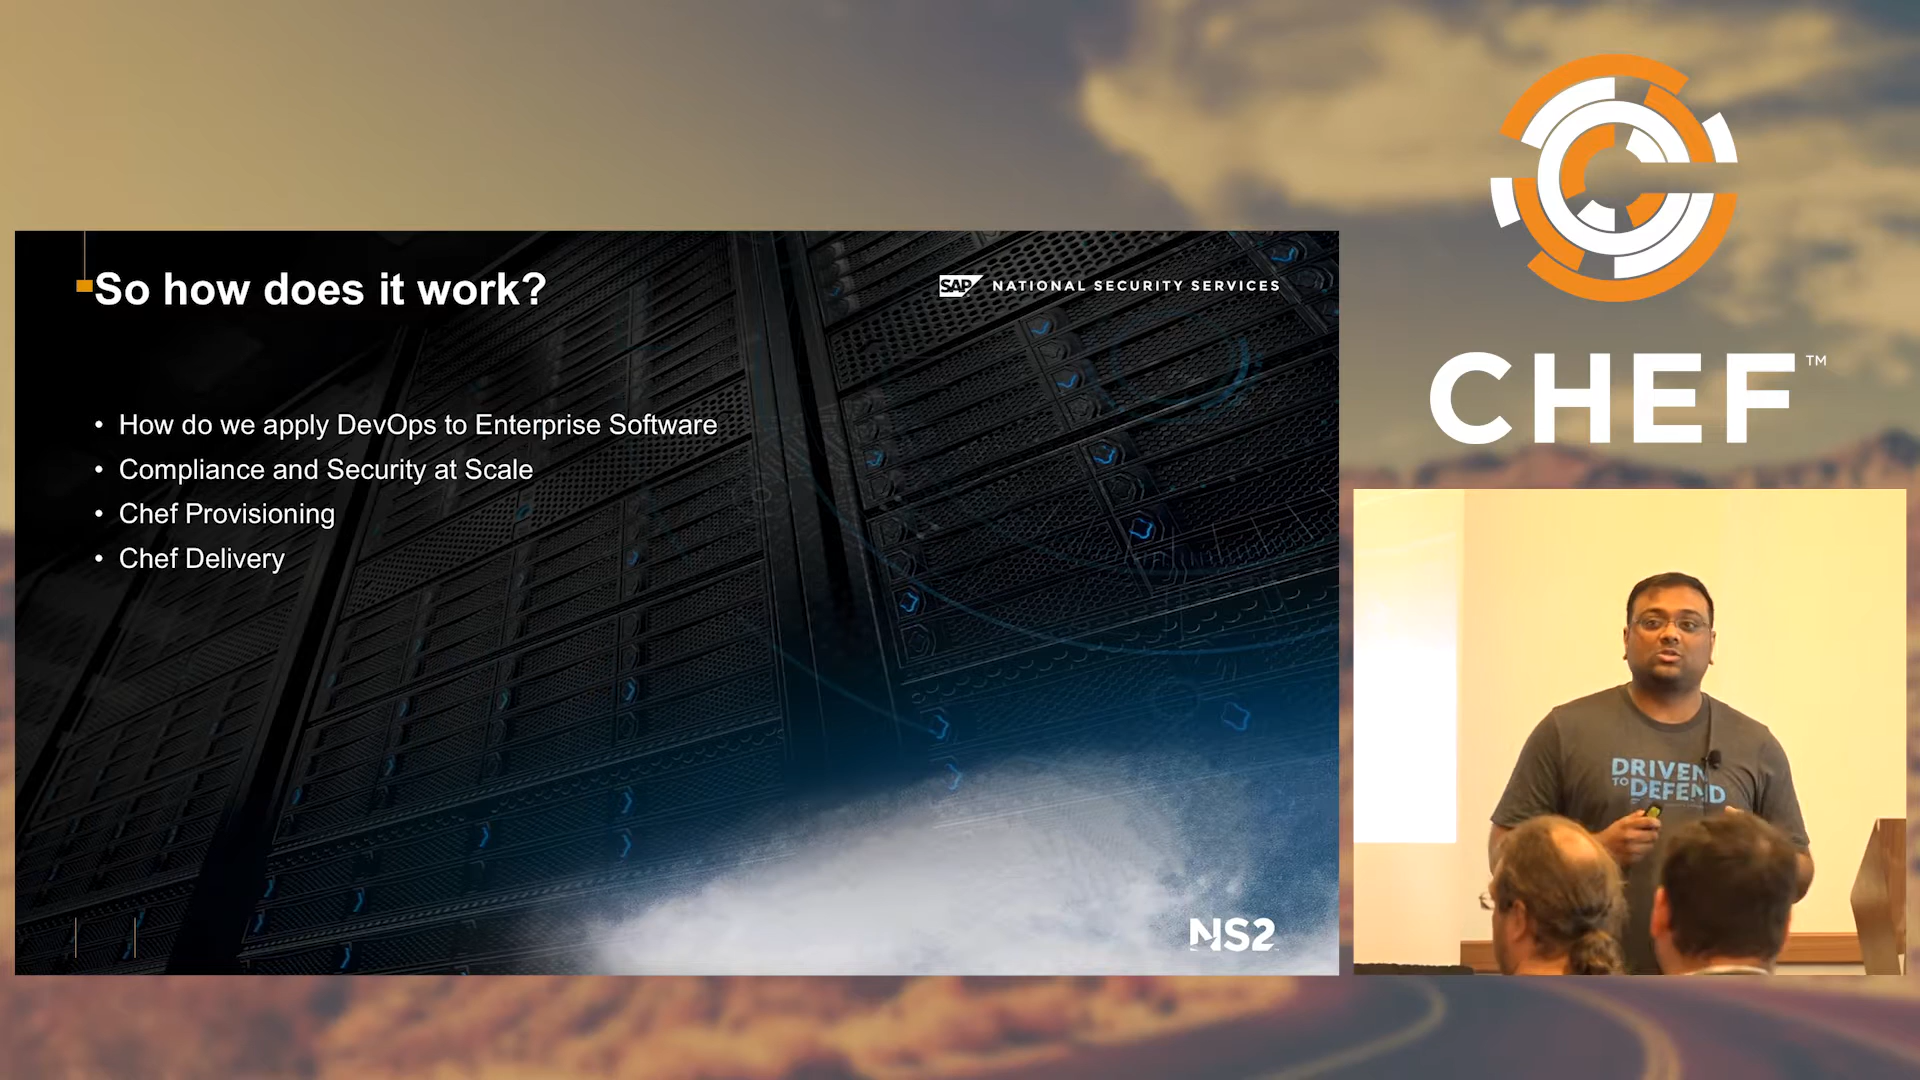 So how does it work?
SAP NATIONAL SECURITY SERVICES
• How do we apply DevOps to Enterprise Software
• Compliance and Security at Scale
• Chef Provisioning
• Chef Delivery
NS2
CHEF™
DRIVEN
TO DEFEND